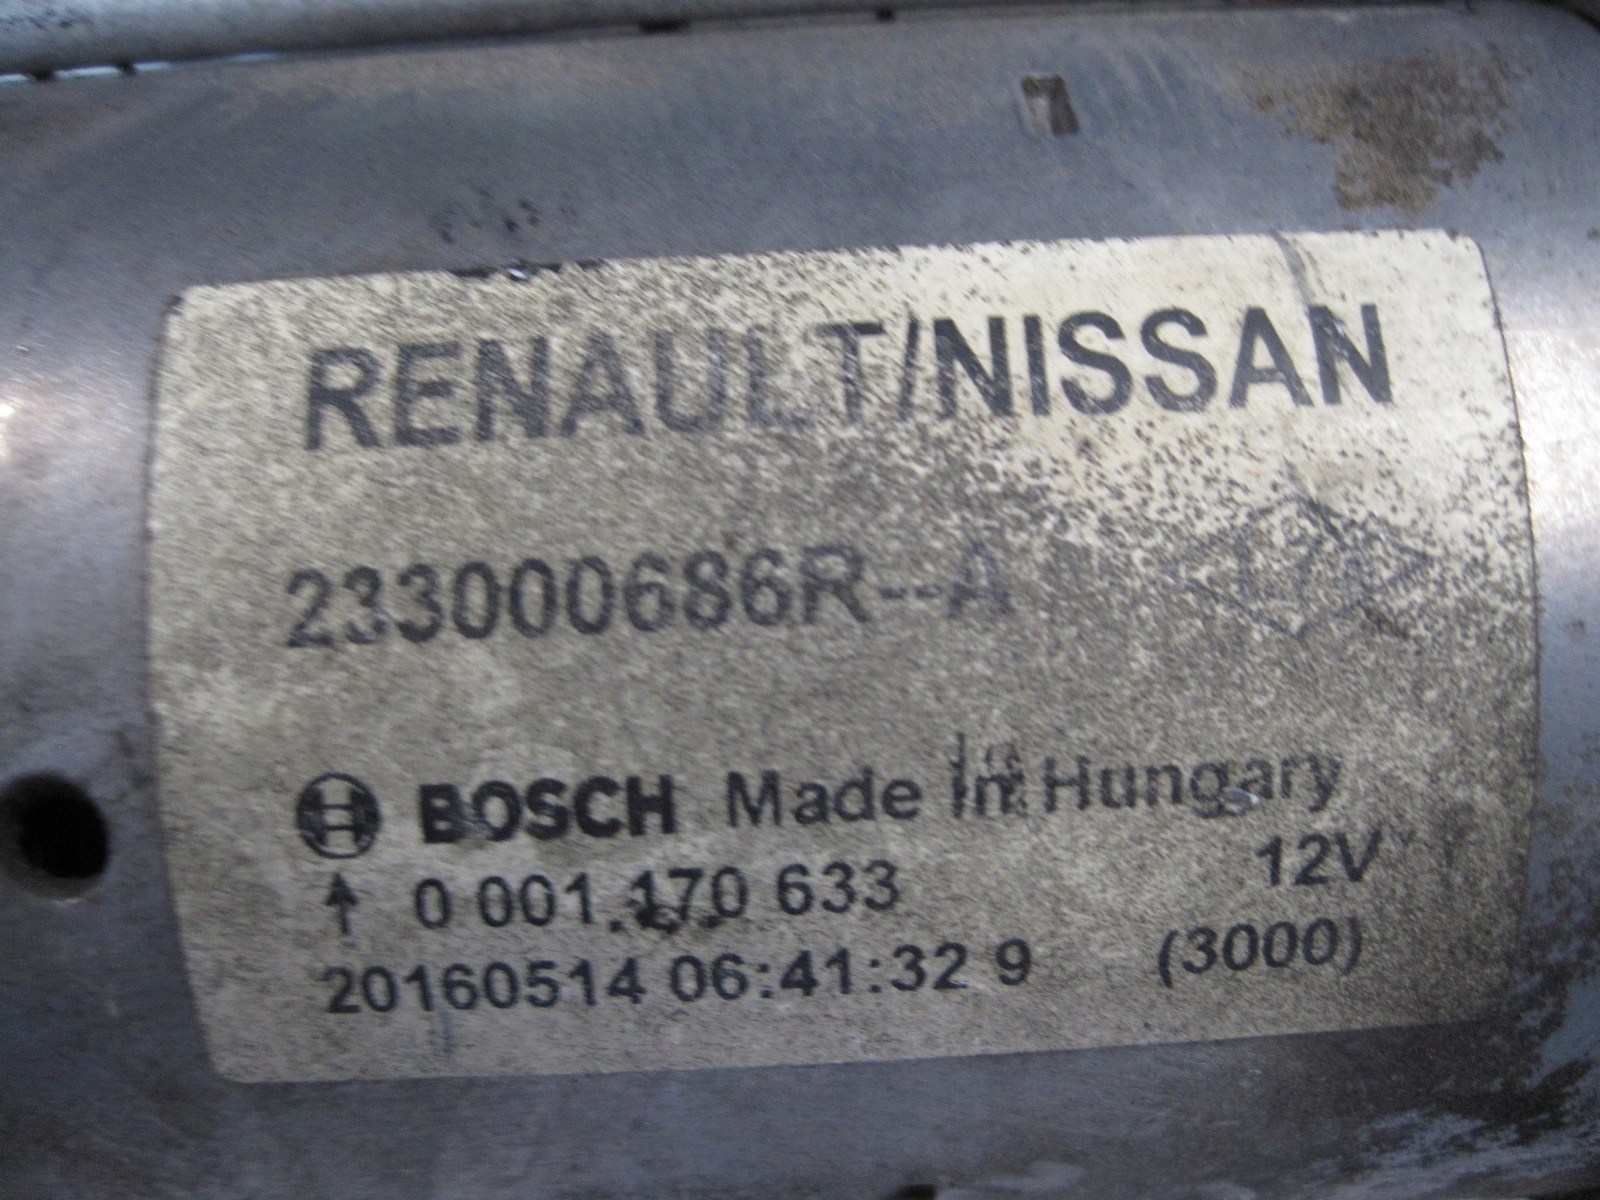 RENAULT/NISSAN
233000686R--A
BOSCH Made in Hungary
0 001 170 633 12V
20160514 06:41:32 9 (3000)